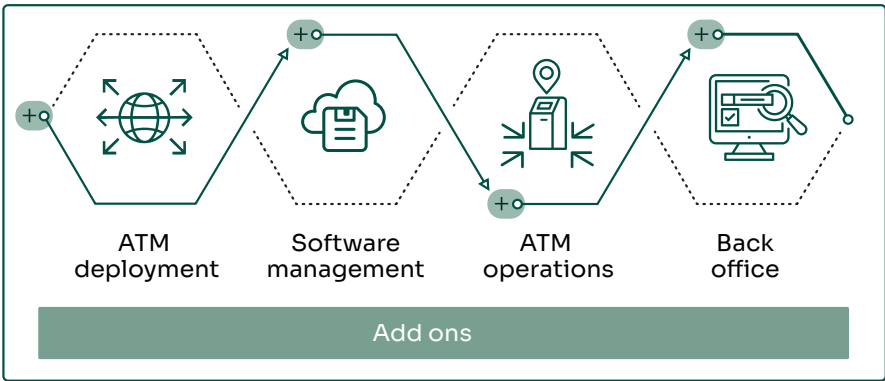 +
+
+
+
ATM
deployment
Software
management
ATM
operations
Back
office
Add ons